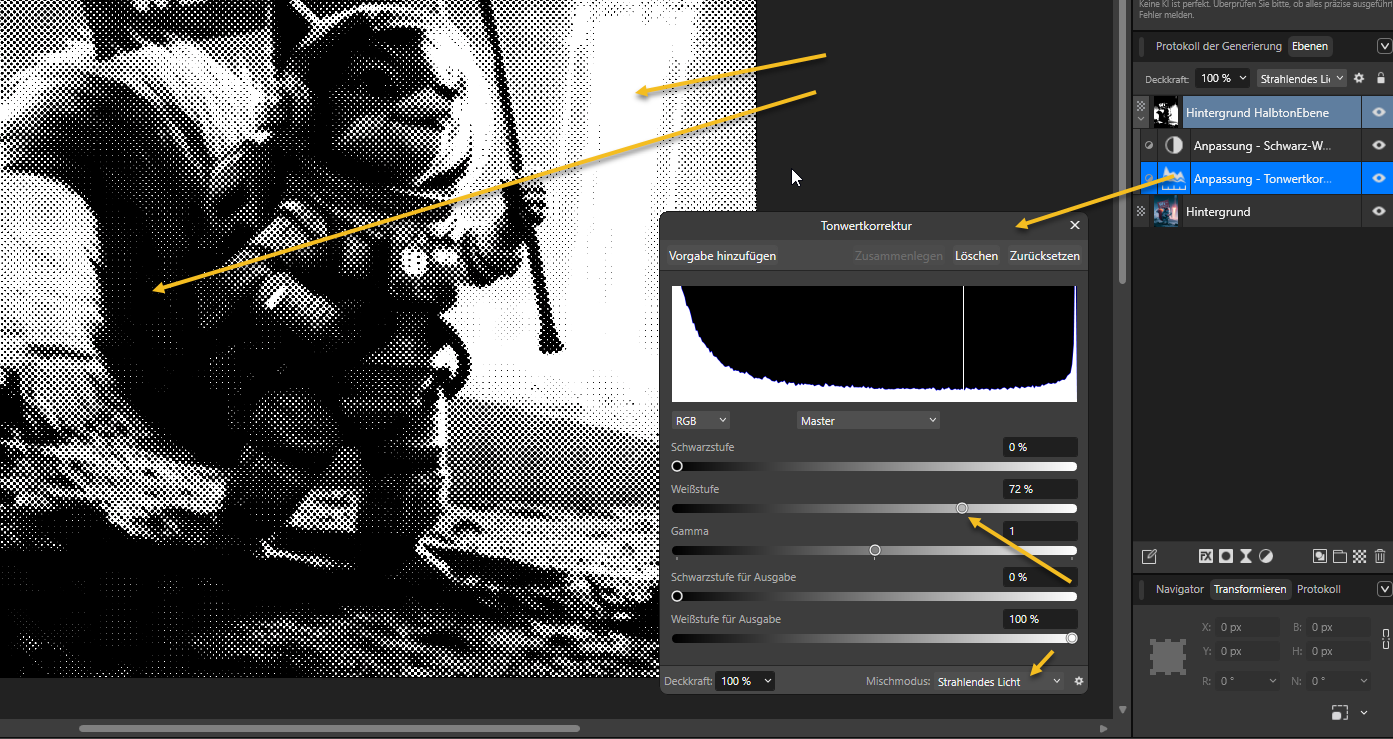 Keine KI ist perfekt. Überprüfen Sie bitte, ob alles präzise ausgeführt
Fehler melden.
Protokoll der Generierung Ebenen
Deckkraft: 100 % Strahlendes Li
Hintergrund HalbtonEbene
Anpassung - Schwarz-W...
Anpassung - Tonwertkor...
Hintergrund
Tonwertkorrektur
Vorgabe hinzufügen Zusammenlegen Löschen Zurücksetzen
RGB Master
Schwarzstufe 0 %
Weißstufe 72 %
Gamma 1
Schwarzstufe für Ausgabe 0 %
Weißstufe für Ausgabe 100 %
Deckkraft: 100 % Mischmodus: Strahlendes Licht
Navigator Transformieren Protokoll
X: 0 px B: 0 px
Y: 0 px H: 0 px
R: 0 ° N: 0 °